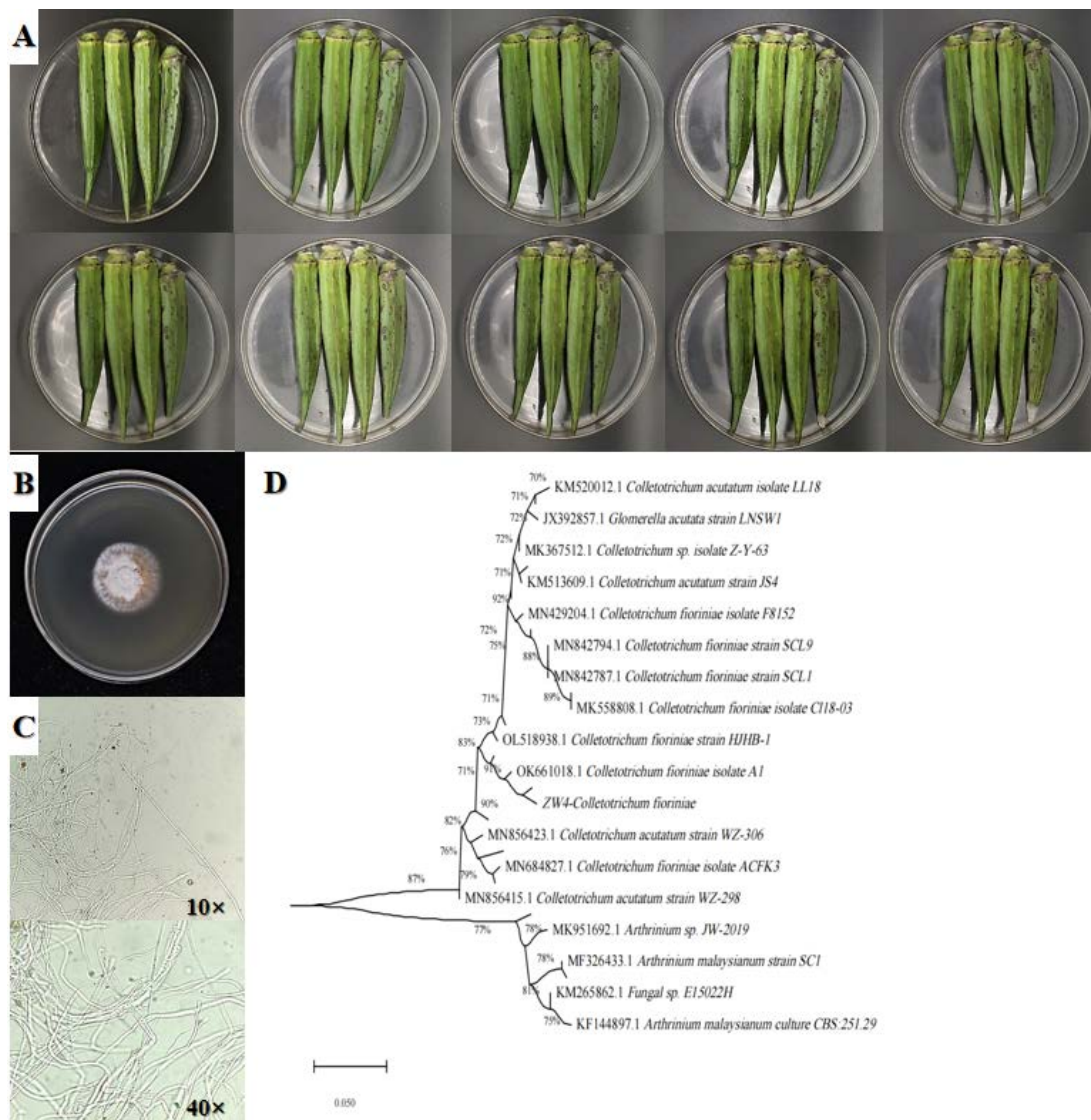 A
B
C
10×
40×
D
70%
KM520012.1 Colletotrichum acutatum isolate LL18
71%
JX392857.1 Glomerella acutata strain LNSW1
72%
72%
MK367512.1 Colletotrichum sp. isolate Z-Y-63
71%
KM513609.1 Colletotrichum acutatum strain JS4
92%
MN429204.1 Colletotrichum fioriniae isolate F8152
72%
75%
MN842794.1 Colletotrichum fioriniae strain SCL9
88%
MN842787.1 Colletotrichum fioriniae strain SCL1
89%
MK558808.1 Colletotrichum fioriniae isolate Cl18-03
71%
73%
OL518938.1 Colletotrichum fioriniae strain HJHB-1
83%
91%
71%
OK661018.1 Colletotrichum fioriniae isolate A1
ZW4-Colletotrichum fioriniae
90%
82%
MN856423.1 Colletotrichum acutatum strain WZ-306
76%
MN684827.1 Colletotrichum fioriniae isolate ACFK3
79%
87%
MN856415.1 Colletotrichum acutatum strain WZ-298
77%
78%
MK951692.1 Arthrinium sp. JW-2019
78%
MF326433.1 Arthrinium malaysianum strain SC1
81%
KM265862.1 Fungal sp. E15022H
75%
KF144897.1 Arthrinium malaysianum culture CBS:251.29
0.050